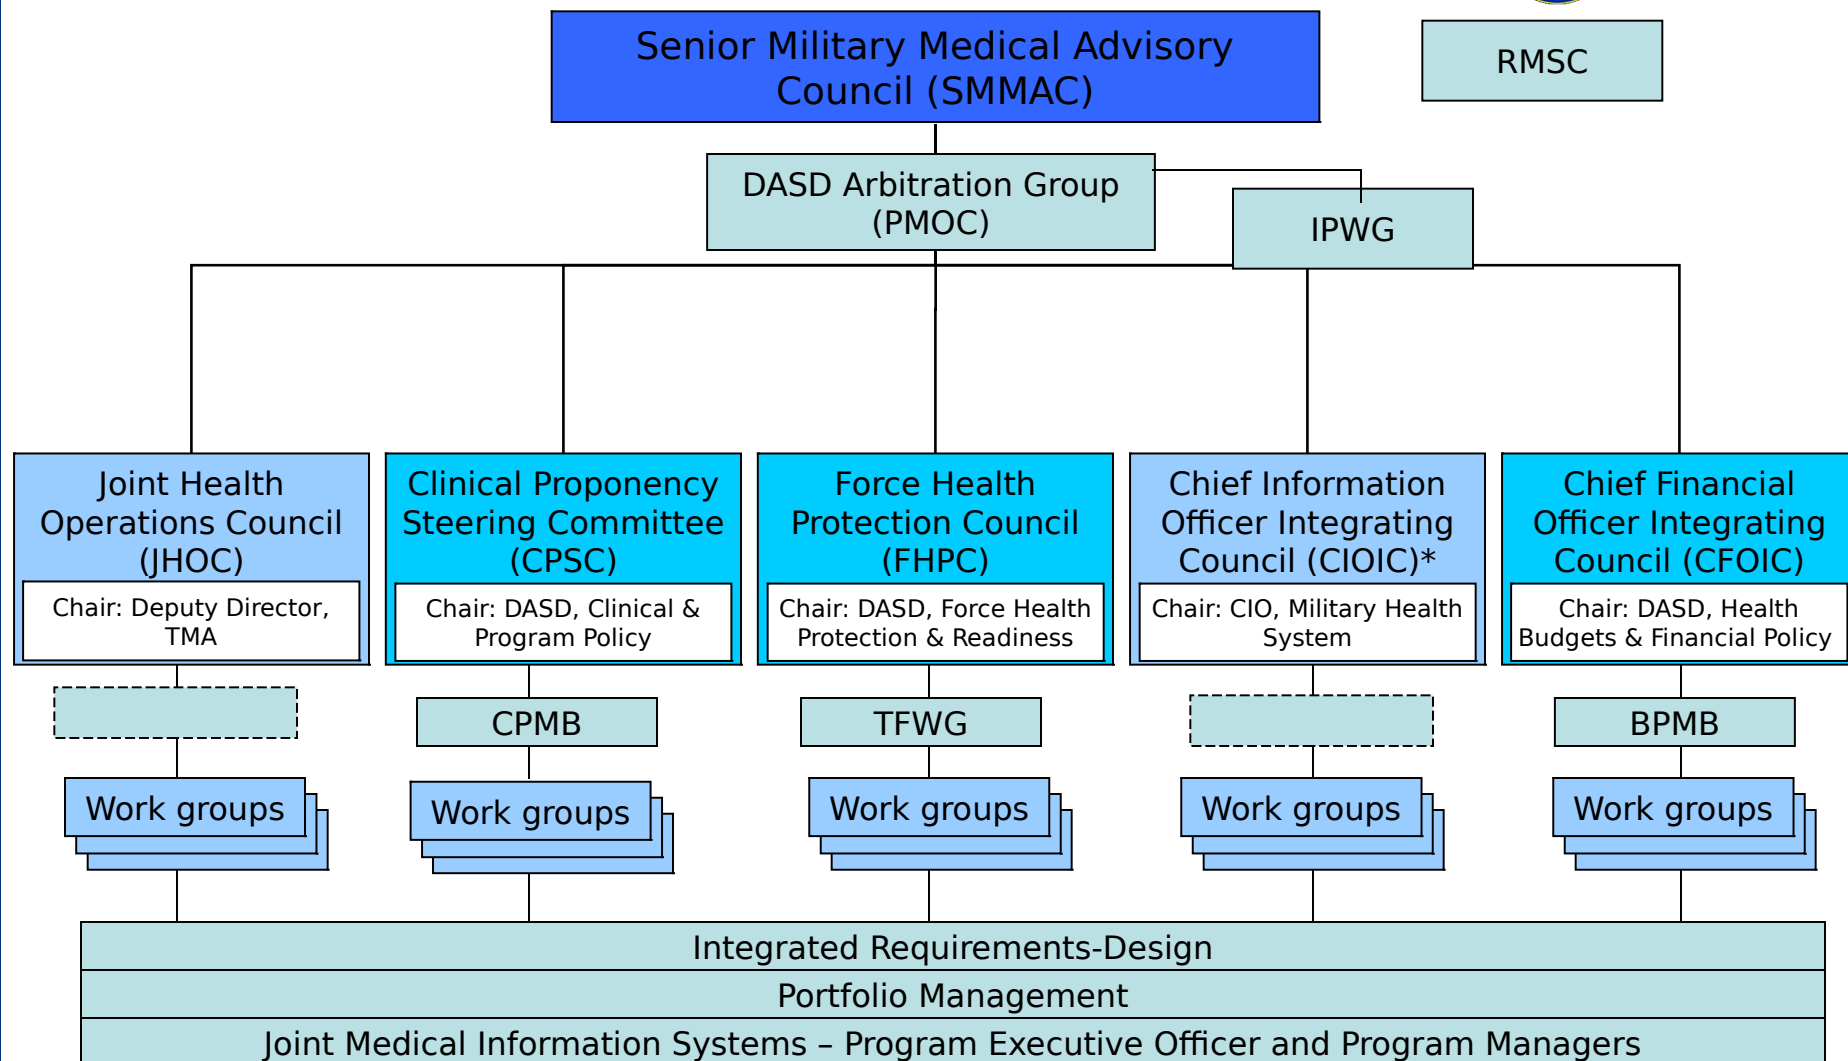 Senior Military Medical Advisory
Council (SMMAC)
RMSC
DASD Arbitration Group
(PMOC)
IPWG
Joint Health
Operations Council
(JHOC)
Chair: Deputy Director,
TMA
Clinical Proponency
Steering Committee
(CPSC)
Chair: DASD, Clinical &
Program Policy
Force Health
Protection Council
(FHPC)
Chair: DASD, Force Health
Protection & Readiness
Chief Information
Officer Integrating
Council (CIOIC)*
Chair: CIO, Military Health
System
Chief Financial
Officer Integrating
Council (CFOIC)
Chair: DASD, Health
Budgets & Financial Policy
CPMB
TFWG
BPMB
Work groups
Work groups
Work groups
Work groups
Work groups
Integrated Requirements-Design
Portfolio Management
Joint Medical Information Systems – Program Executive Officer and Program Managers